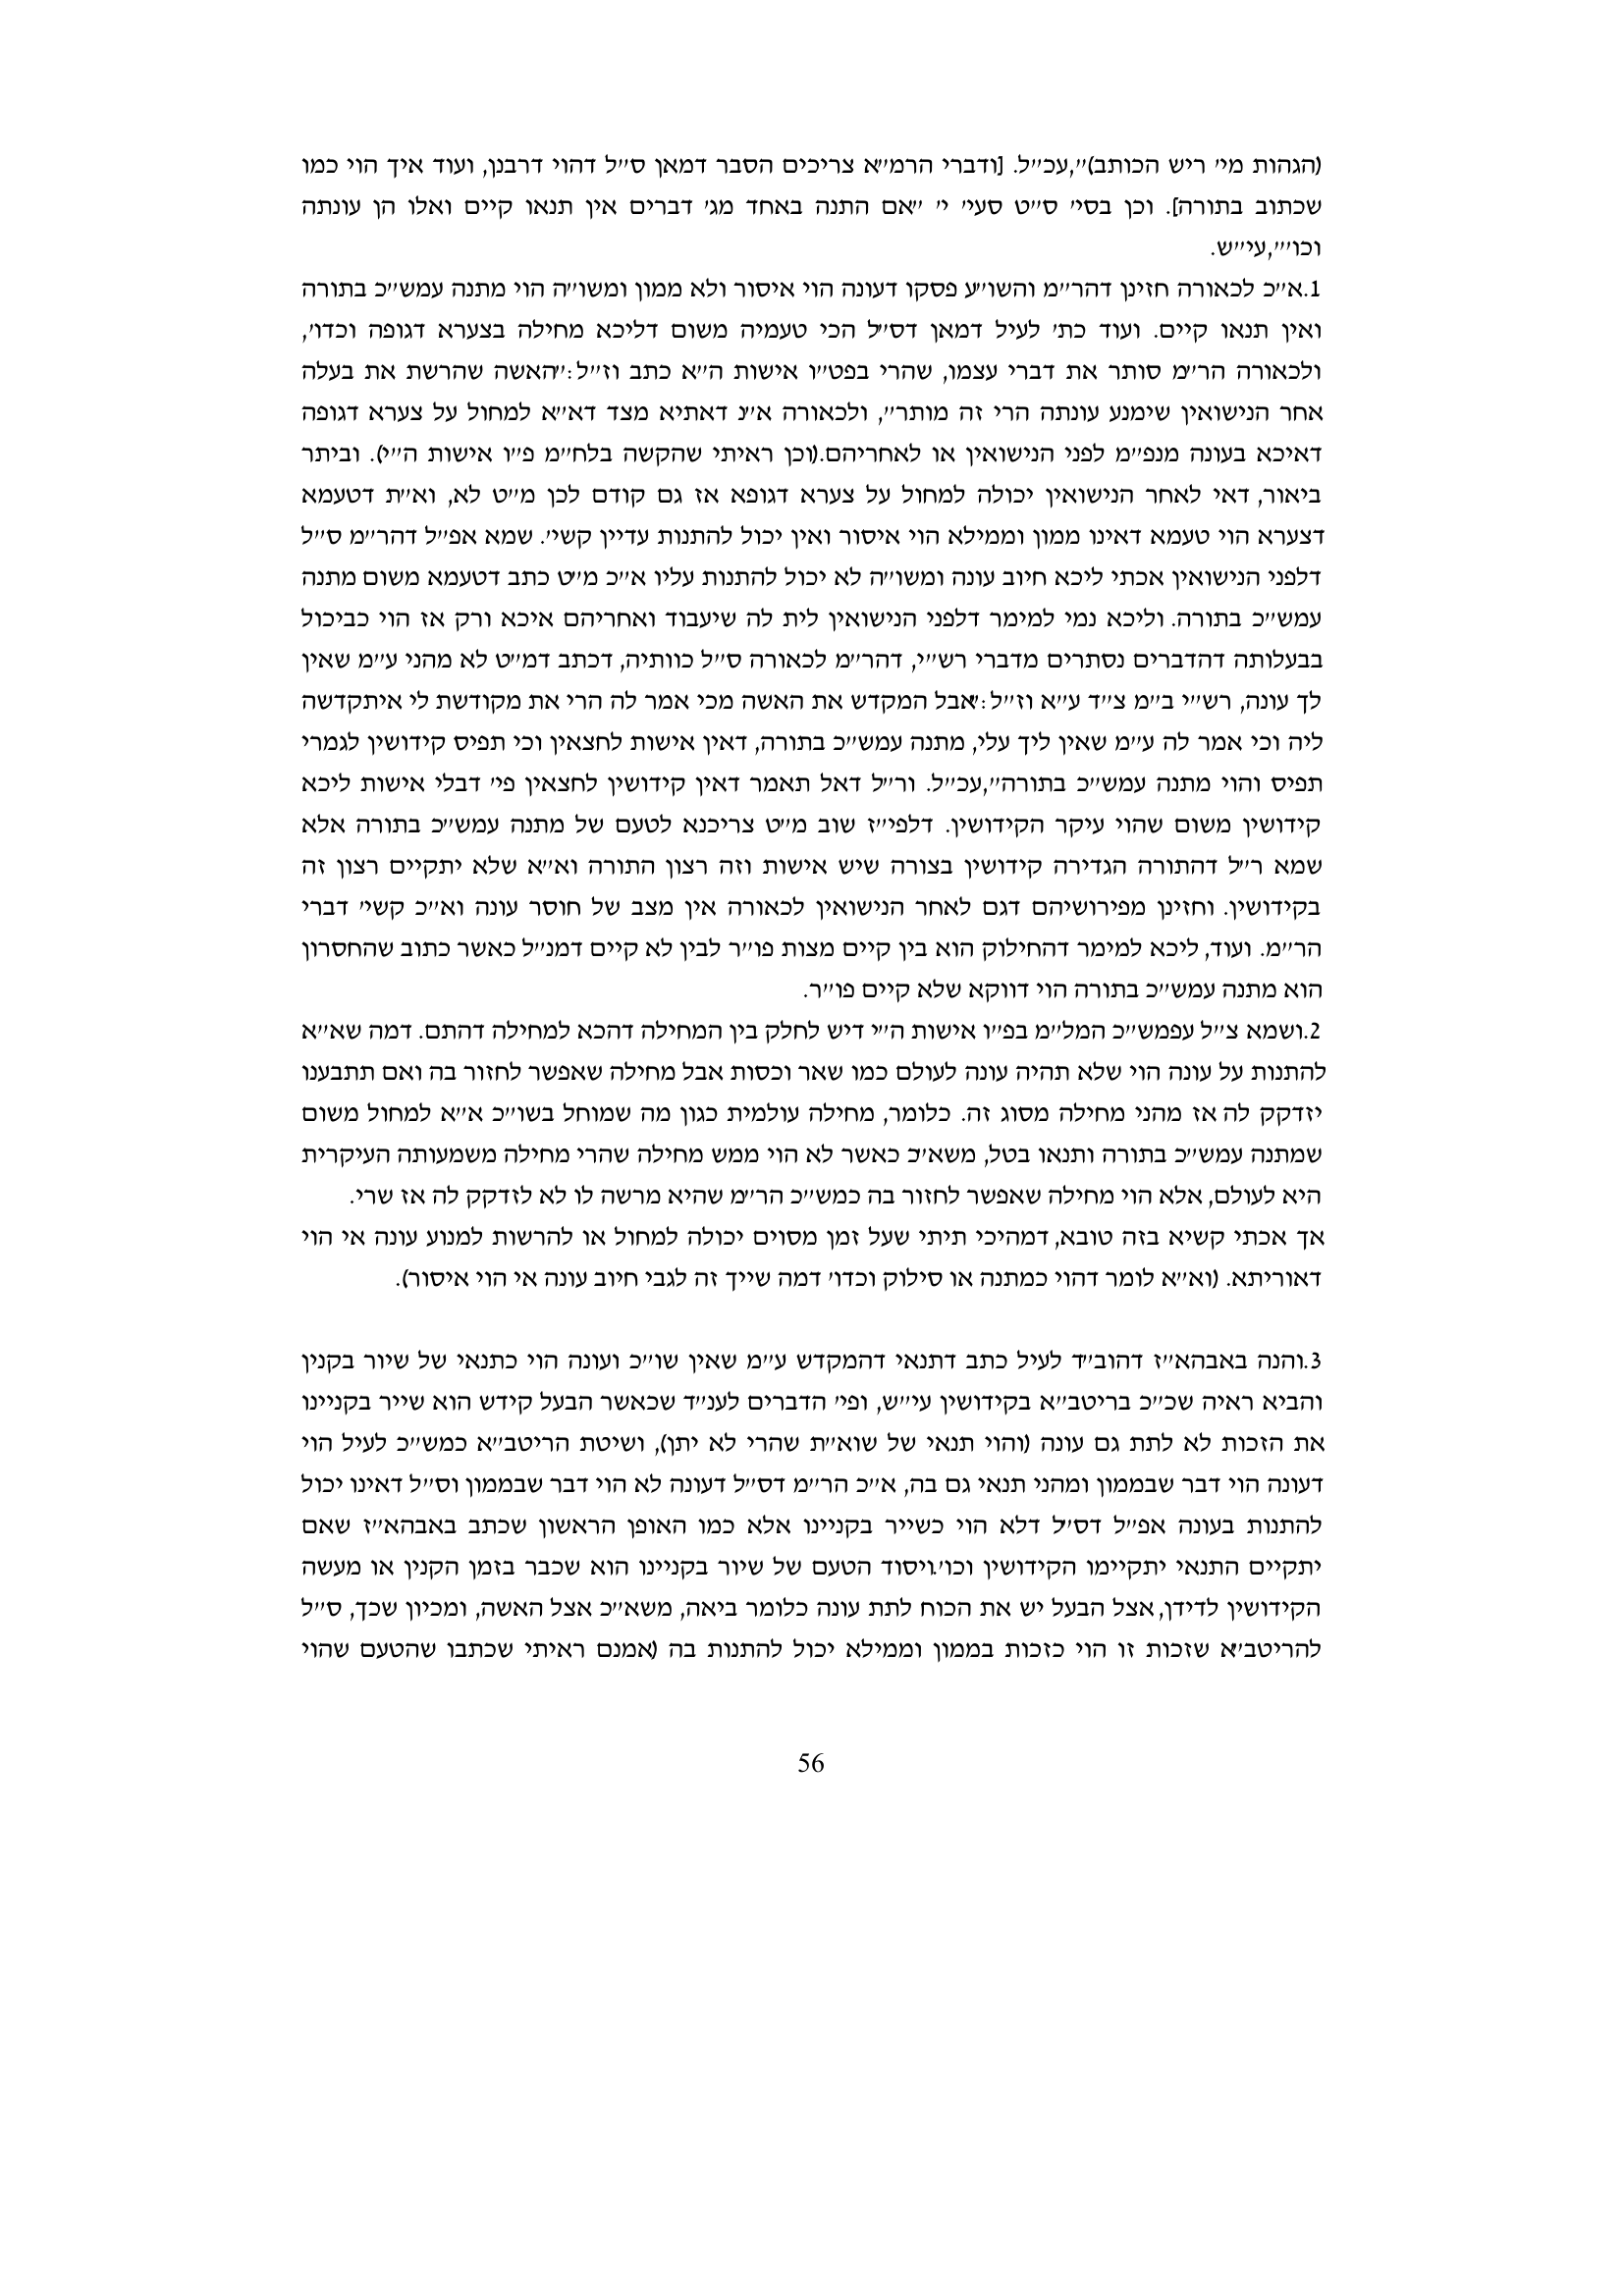 (הגהות מי׳ ריש הכותב)״,עכ״ל. [ודברי הרמ״א צריכים הסבר דמאן ס״ל דהוי דרבנן, ועוד איך הוי כמו
שכתוב בתורה]. וכן בסי׳ ס״ט סעי׳ י׳ ״אם התנה באחד מג׳ דברים אין תנאו קיים ואלו הן עונתה
וכו׳״,עי״ש.
1.א״כ לכאורה חזינן דהר״מ והשו״ע פסקו דעונה הוי איסור ולא ממון ומשו״ה הוי מתנה עמש״כ בתורה
ואין תנאו קיים. ועוד כת׳ לעיל דמאן דס״ל הכי טעמיה משום דליכא מחילה בצערא דגופה וכדו׳,
ולכאורה הר״מ סותר את דברי עצמו, שהרי בפט״ו אישות ה״א כתב וז״ל:״האשה שהרשת את בעלה
אחר הנישואין שימנע עונתה הרי זה מותר״, ולכאורה א״נ דאתיא מצד דא״א למחול על צערא דגופה
דאיכא בעונה מנפ״מ לפני הנישואין או לאחריהם.(וכן ראיתי שהקשה בלח״מ פ״ו אישות ה״י). וביתר
ביאור, דאי לאחר הנישואין יכולה למחול על צערא דגופא אז גם קודם לכן מ״ט לא, וא״ת דטעמא
דצערא הוי טעמא דאינו ממון וממילא הוי איסור ואין יכול להתנות עדיין קשי׳. שמא אפ״ל דהר״מ ס״ל
דלפני הנישואין אכתי ליכא חיוב עונה ומשו״ה לא יכול להתנות עליו א״כ מ״ט כתב דטעמא משום מתנה
עמש״כ בתורה. וליכא נמי למימר דלפני הנישואין לית לה שיעבוד ואחריהם איכא ורק אז הוי כביכול
בבעלותה דהדברים נסתרים מדברי רש״י, דהר״מ לכאורה ס״ל כוותיה, דכתב דמ״ט לא מהני ע״מ שאין
לך עונה, רש״י ב״מ צ״ד ע״א וז״ל:״אבל המקדש את האשה מכי אמר לה הרי את מקודשת לי איתקדשה
ליה וכי אמר לה ע״מ שאין ליך עלי, מתנה עמש״כ בתורה, דאין אישות לחצאין וכי תפיס קידושין לגמרי
תפיס והוי מתנה עמש״כ בתורה״,עכ״ל. ור״ל דאל תאמר דאין קידושין לחצאין פי׳ דבלי אישות ליכא
קידושין משום שהוי עיקר הקידושין. דלפי״ז שוב מ״ט צריכנא לטעם של מתנה עמש״כ בתורה אלא
שמא ר״ל דהתורה הגדירה קידושין בצורה שיש אישות וזה רצון התורה וא״א שלא יתקיים רצון זה
בקידושין. וחזינן מפירושיהם דגם לאחר הנישואין לכאורה אין מצב של חוסר עונה וא״כ קשי׳ דברי
הר״מ. ועוד, ליכא למימר דהחילוק הוא בין קיים מצות פו״ר לבין לא קיים דמנ״ל כאשר כתוב שהחסרון
הוא מתנה עמש״כ בתורה הוי דווקא שלא קיים פו״ר.
2.ושמא צ״ל עפמש״כ המל״מ בפ״ו אישות ה״י דיש לחלק בין המחילה דהכא למחילה דהתם. דמה שא״א
להתנות על עונה הוי שלא תהיה עונה לעולם כמו שאר וכסות אבל מחילה שאפשר לחזור בה ואם תתבענו
יזדקק לה אז מהני מחילה מסוג זה. כלומר, מחילה עולמית כגון מה שמוחל בשו״כ א״א למחול משום
שמתנה עמש״כ בתורה ותנאו בטל, משא״כ כאשר לא הוי ממש מחילה שהרי מחילה משמעותה העיקרית
היא לעולם, אלא הוי מחילה שאפשר לחזור בה כמש״כ הר״מ שהיא מרשה לו לא לזדקק לה אז שרי.
אך אכתי קשיא בזה טובא, דמהיכי תיתי שעל זמן מסוים יכולה למחול או להרשות למנוע עונה אי הוי
דאוריתא. (וא״א לומר דהוי כמתנה או סילוק וכדו׳ דמה שייך זה לגבי חיוב עונה אי הוי איסור).
3.והנה באבהא״ז דהוב״ד לעיל כתב דתנאי דהמקדש ע״מ שאין שו״כ ועונה הוי כתנאי של שיור בקנין
והביא ראיה שכ״כ בריטב״א בקידושין עי״ש, ופי׳ הדברים לענ״ד שכאשר הבעל קידש הוא שייר בקניינו
את הזכות לא לתת גם עונה (והוי תנאי של שוא״ת שהרי לא יתן), ושיטת הריטב״א כמש״כ לעיל הוי
דעונה הוי דבר שבממון ומהני תנאי גם בה, א״כ הר״מ דס״ל דעונה לא הוי דבר שבממון וס״ל דאינו יכול
להתנות בעונה אפ״ל דס״ל דלא הוי כשייר בקניינו אלא כמו האופן הראשון שכתב באבהא״ז שאם
יתקיים התנאי יתקיימו הקידושין וכו׳.ויסוד הטעם של שיור בקניינו הוא שכבר בזמן הקנין או מעשה
הקידושין לדידן, אצל הבעל יש את הכוח לתת עונה כלומר ביאה, משא״כ אצל האשה, ומכיון שכך, ס״ל
להריטב״א שזכות זו הוי כזכות בממון וממילא יכול להתנות בה (אמנם ראיתי שכתבו שהטעם שהוי
56